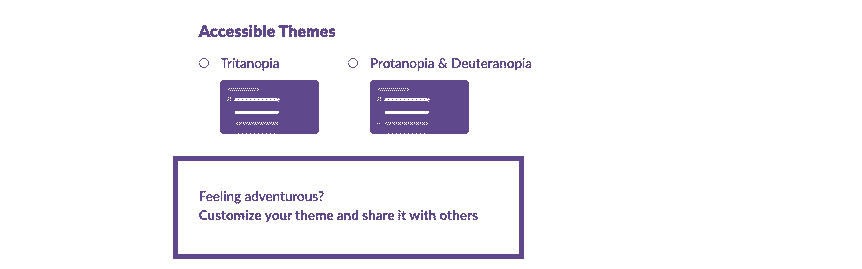 Accessible Themes
Tritanopia
Protanopia & Deuteranopia
Feeling adventurous?
Customize your theme and share it with others